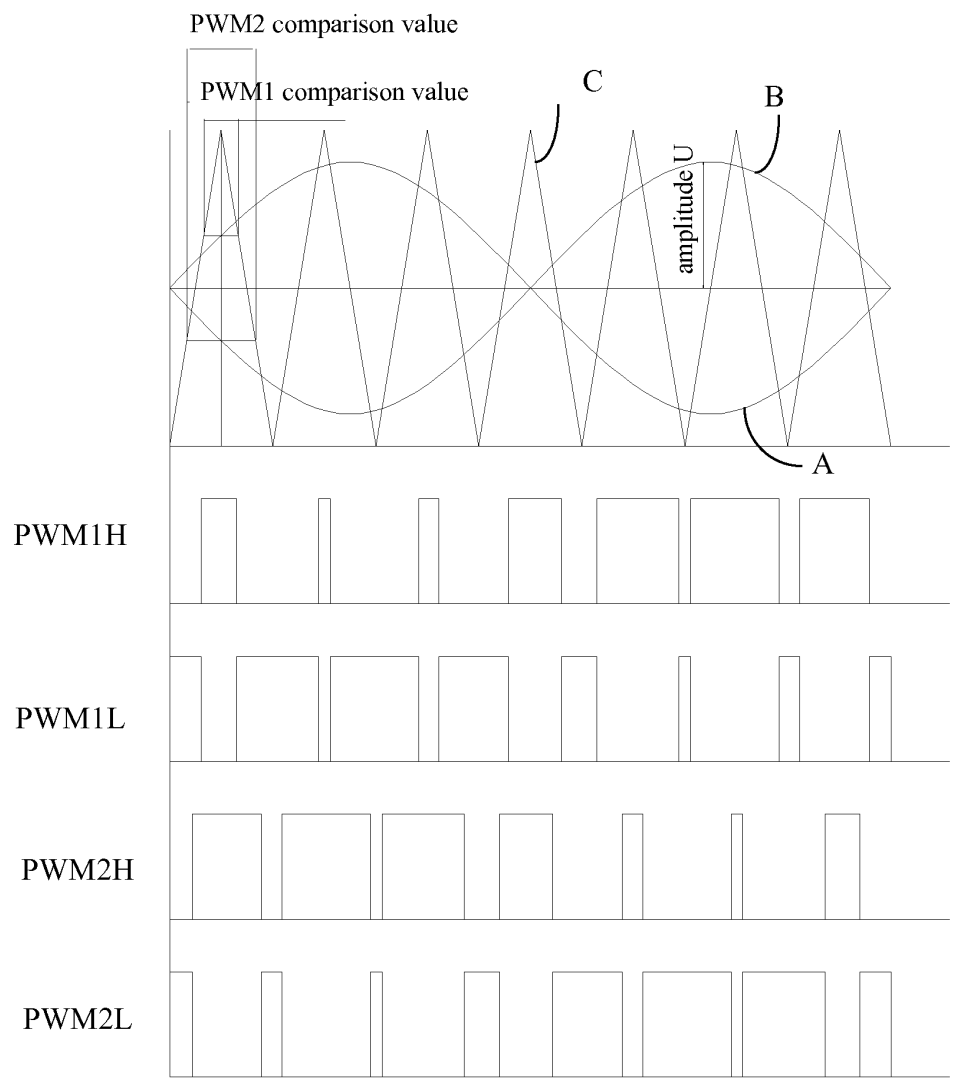 PWM2 comparison value
PWM1 comparison value
C
B
amplitude U
A
PWM1H
PWM1L
PWM2H
PWM2L